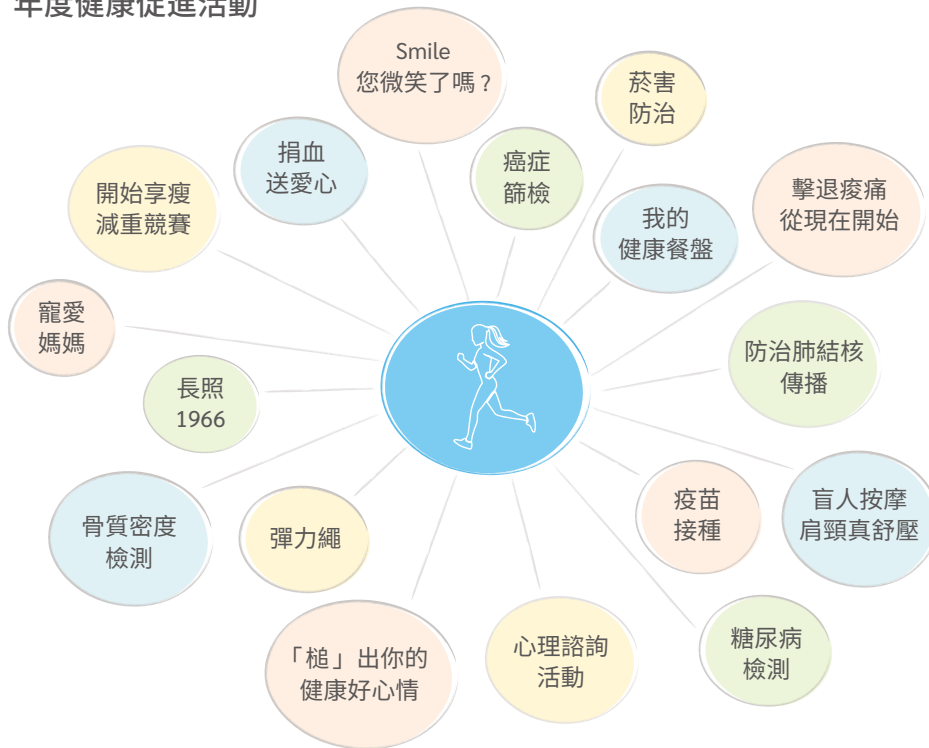 年度健康促進活動
Smile
您微笑了嗎?
菸害
防治
捐血
送愛心
癌症
篩檢
開始享瘦
減重競賽
我的
健康餐盤
擊退痠痛
從現在開始
寵愛
媽媽
防治肺結核
傳播
長照
1966
骨質密度
檢測
彈力繩
疫苗
接種
盲人按摩
肩頸真舒壓
「槌」出你的
健康好心情
心理諮詢
活動
糖尿病
檢測